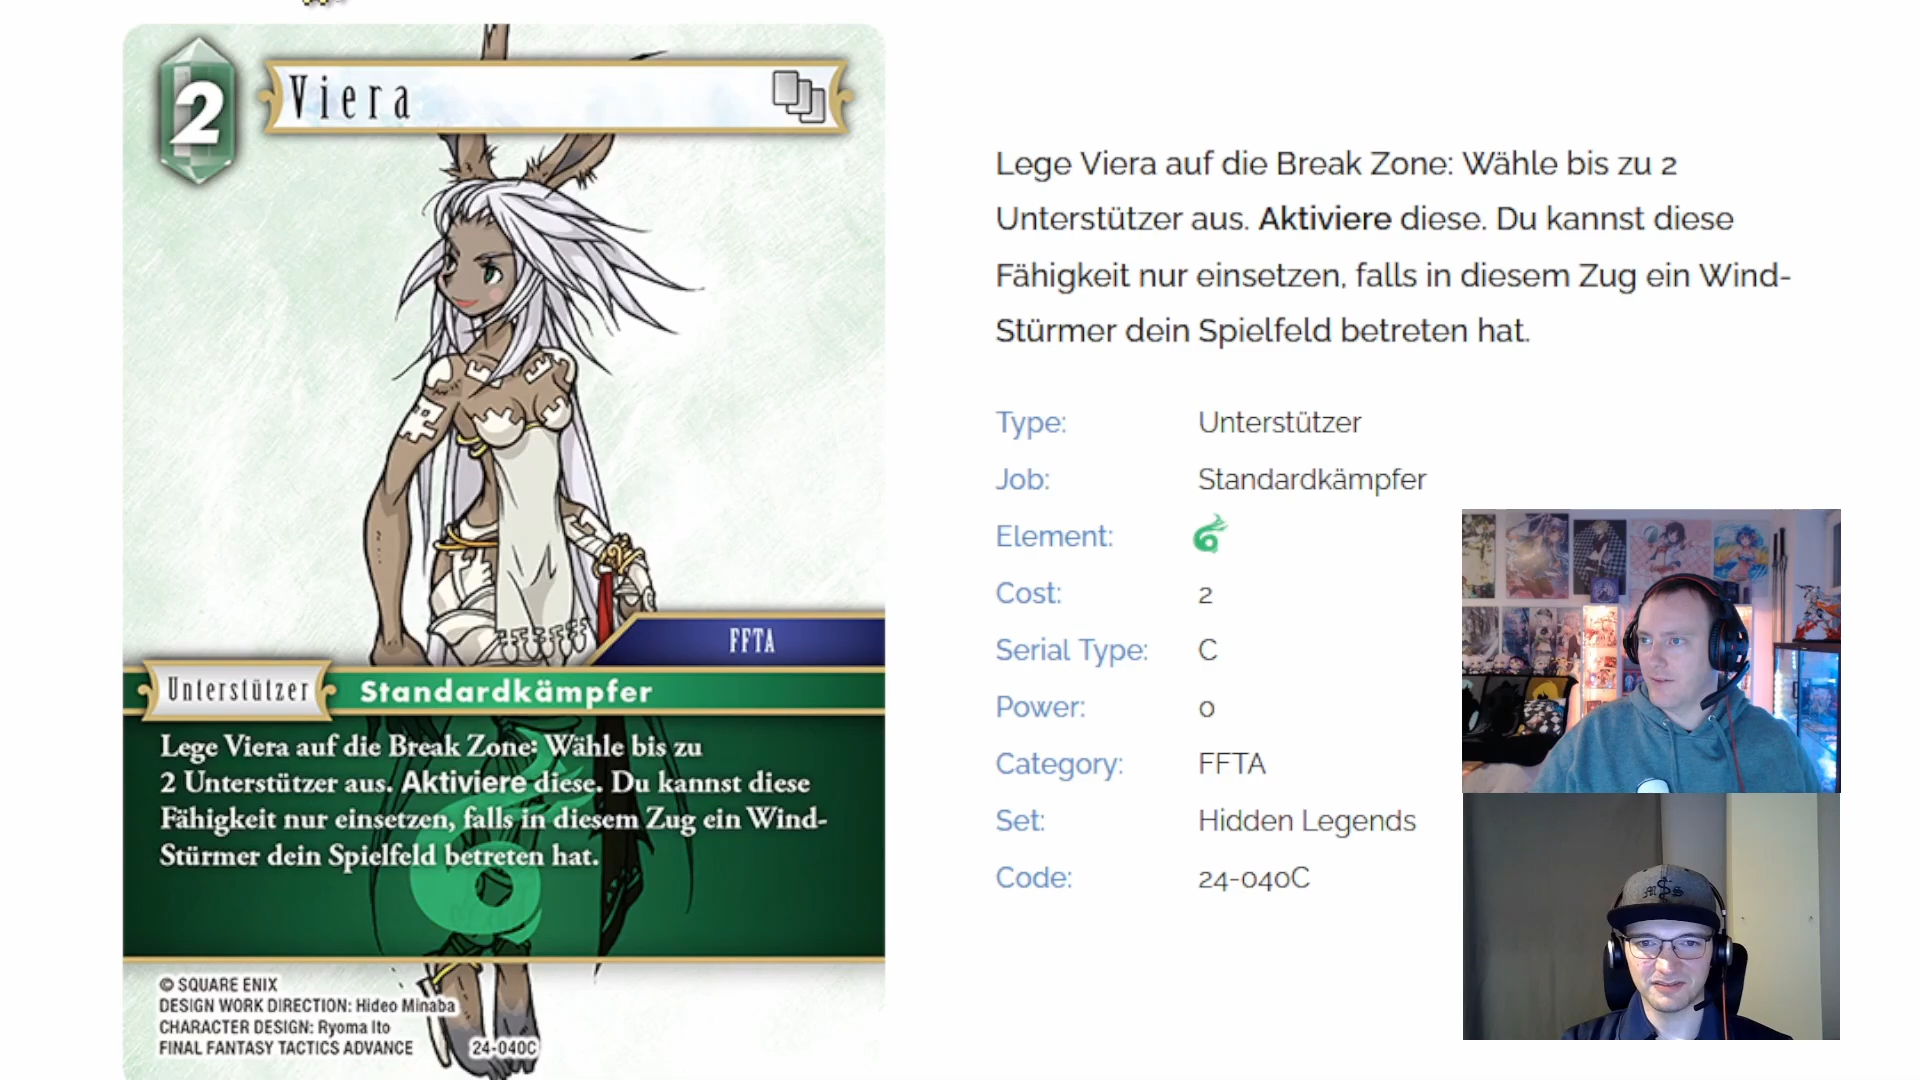 2
Viera
FFTA
Unterstützer
Standardkämpfer
Lege Viera auf die Break Zone: Wähle bis zu
2 Unterstützer aus. Aktiviere diese. Du kannst diese
Fähigkeit nur einsetzen, falls in diesem Zug ein Wind-
Stürmer dein Spielfeld betreten hat.
© SQUARE ENIX
DESIGN WORK DIRECTION: Hideo Minaba
CHARACTER DESIGN: Ryoma Ito
FINAL FANTASY TACTICS ADVANCE
24-040C
Lege Viera auf die Break Zone: Wähle bis zu 2
Unterstützer aus. Aktiviere diese. Du kannst diese
Fähigkeit nur einsetzen, falls in diesem Zug ein Wind-
Stürmer dein Spielfeld betreten hat.
Type: Unterstützer
Job: Standardkämpfer
Element:
Cost: 2
Serial Type: C
Power: 0
Category: FFTA
Set: Hidden Legends
Code: 24-040C